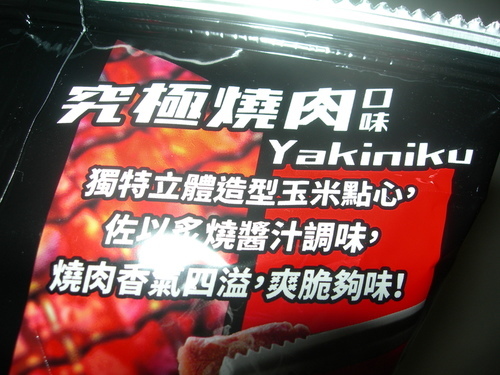 究極燒肉口味
Yakiniku
獨特立體造型玉米點心,
佐以炙燒醬汁調味,
燒肉香氣四溢,爽脆夠味!